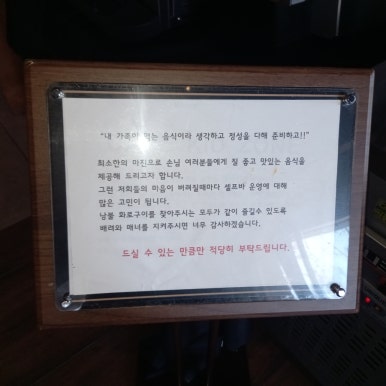 "내 가족이 먹는 음식이라 생각하고 정성을 다해 준비하고!!"
최소한의 마진으로 손님 여러분들에게 질 좋고 맛있는 음식을
제공해 드리고자 합니다.
그런 저희들의 마음이 버려질때마다 셀프바 운영에 대해
많은 고민이 됩니다.
남불 화로구이를 찾아주시는 모두가 같이 즐길수 있도록
배려와 매너를 지켜주시면 너무 감사하겠습니다.
드실 수 있는 만큼만 적당히 부탁드립니다.